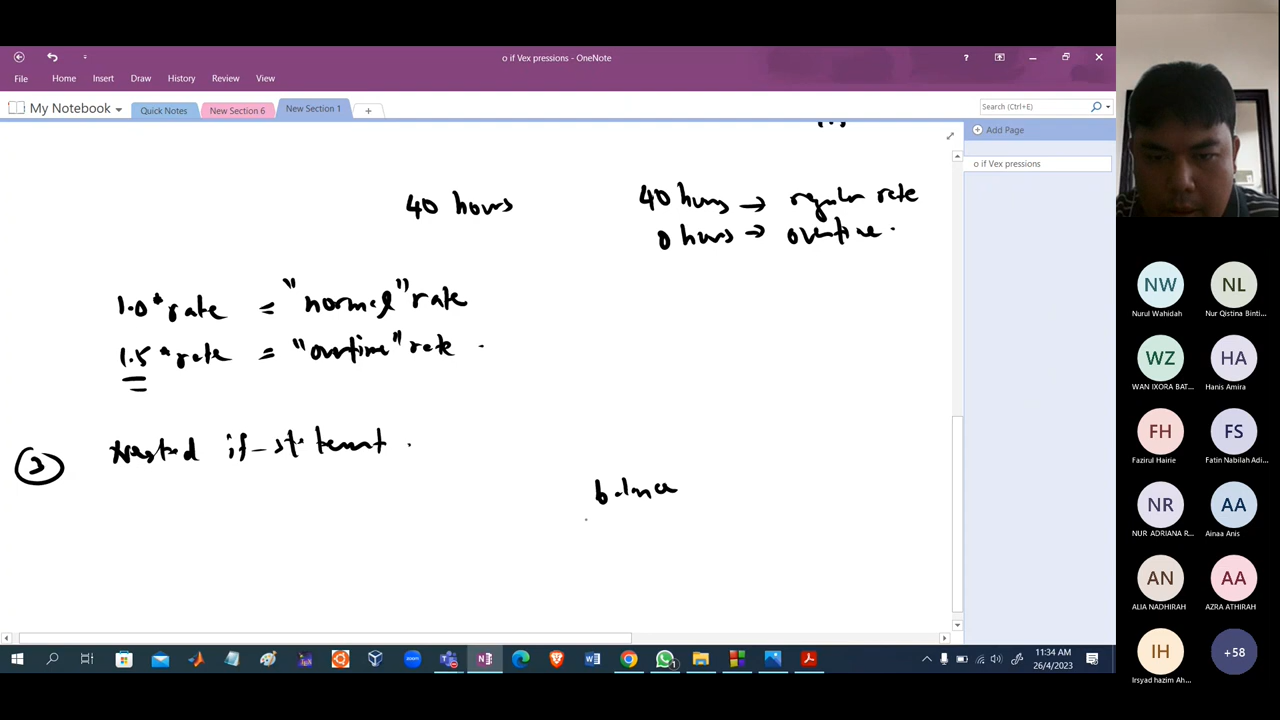 o if Vex pressions - OneNote
File Home Insert Draw History Review View
My Notebook Quick Notes New Section 6 New Section 1 +
Search (Ctrl+E)
Add Page
o if Vex pressions
40 hours
40 hours → regular rate
0 hours → overtime.
1.0 * rate = "normal" rate
1.5 * rate = "overtime" rate .
③ Nested if-statement .
balance
NW
Nurul Wahidah
NL
Nur Qistina Binti...
WZ
WAN IXORA BAT...
HA
Hanis Amira
FH
Fazirul Hairie
FS
Fatin Nabilah Adi...
NR
NUR ADRIANA R...
AA
Ainaa Anis
AN
ALIA NADHIRAH
AA
AZRA ATHIRAH
IH
Irsyad hazim Ah...
+58
11:34 AM
26/4/2023